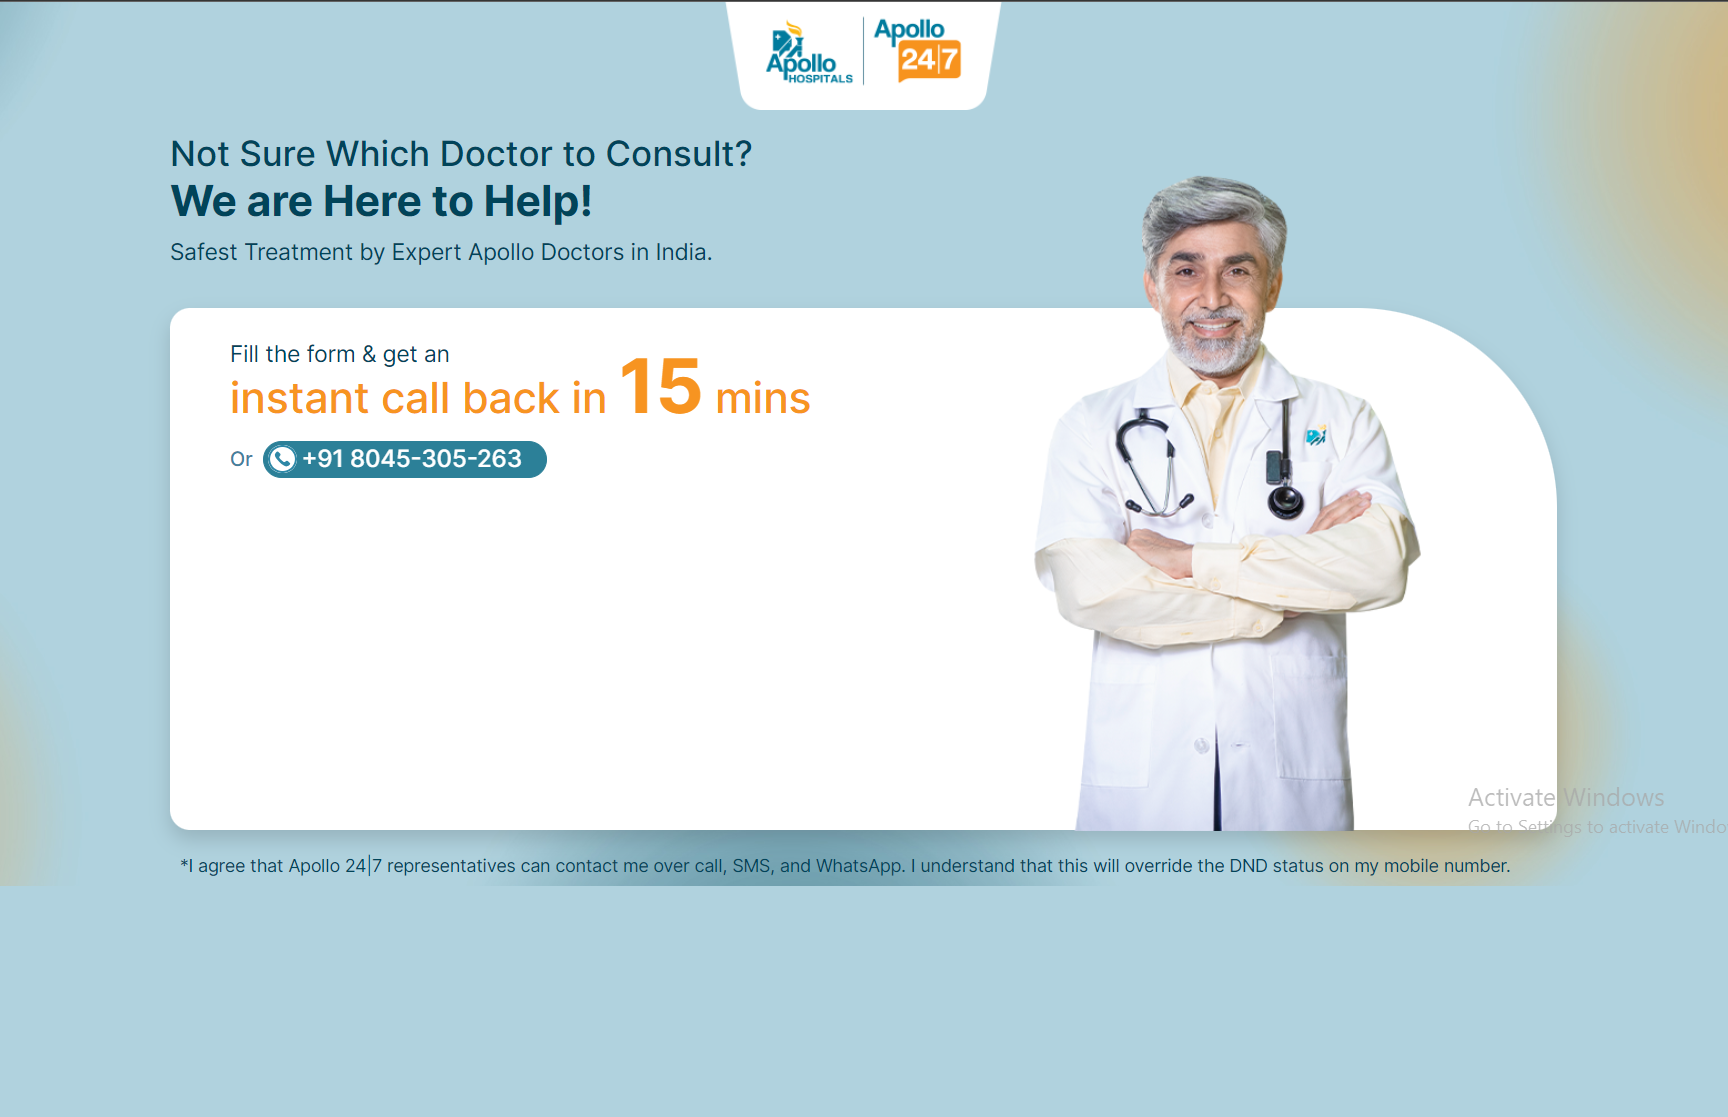 Apollo
HOSPITALS
Apollo
24|7
Not Sure Which Doctor to Consult?
We are Here to Help!
Safest Treatment by Expert Apollo Doctors in India.
Fill the form & get an
instant call back in 15 mins
Or +91 8045-305-263
Activate Windows
Go to Settings to activate Windo
*I agree that Apollo 24|7 representatives can contact me over call, SMS, and WhatsApp. I understand that this will override the DND status on my mobile number.